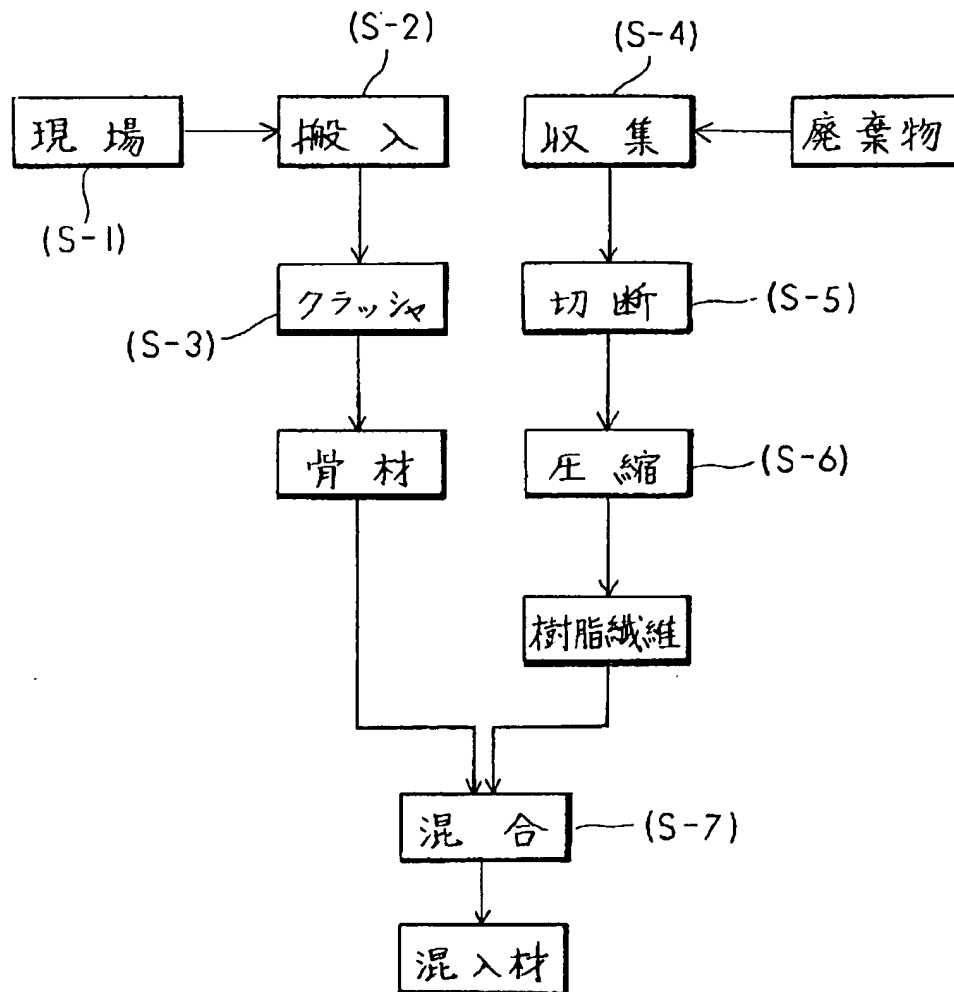 (S-2)
(S-4)
現場
搬入
収集
廃棄物
(S-1)
クラッシャ
切断
(S-5)
(S-3)
骨材
圧縮
(S-6)
樹脂繊維
混合
(S-7)
混入材